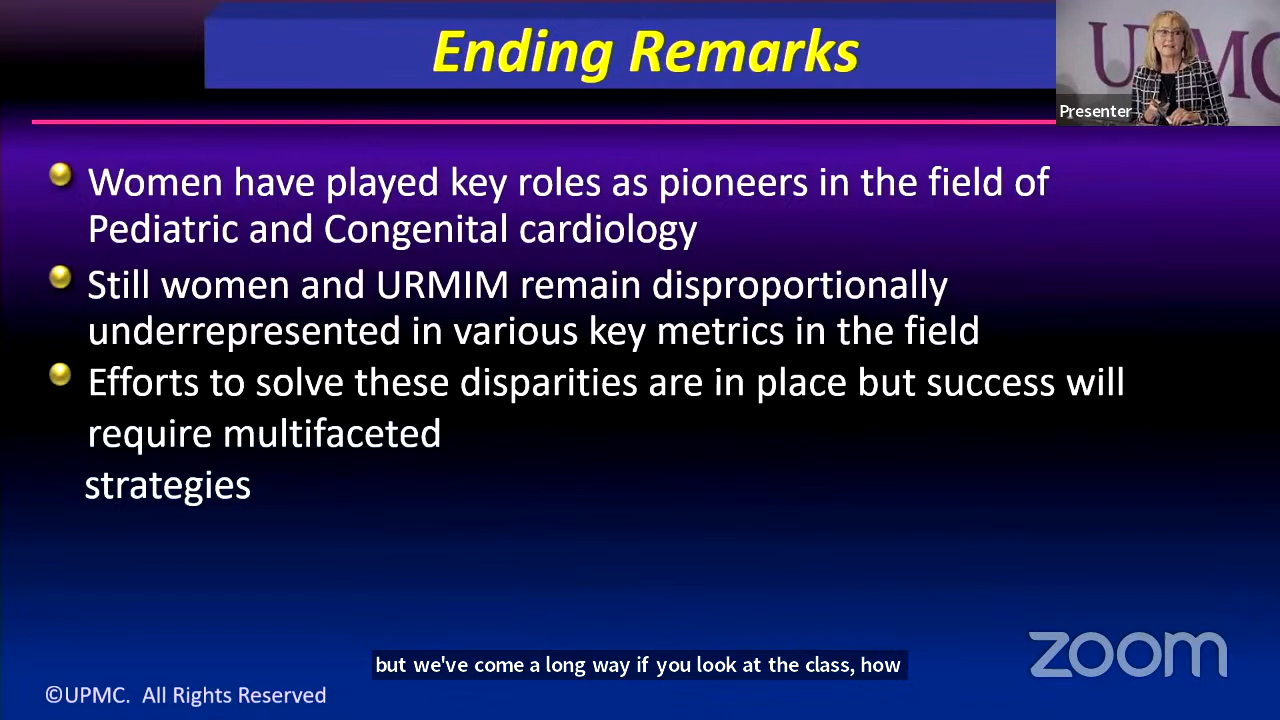 Ending Remarks
UPMC
Presenter
Women have played key roles as pioneers in the field of
Pediatric and Congenital cardiology
Still women and URMIM remain disproportionally
underrepresented in various key metrics in the field
Efforts to solve these disparities are in place but success will
require multifaceted
strategies
but we've come a long way if you look at the class, how
zoom
©UPMC. All Rights Reserved